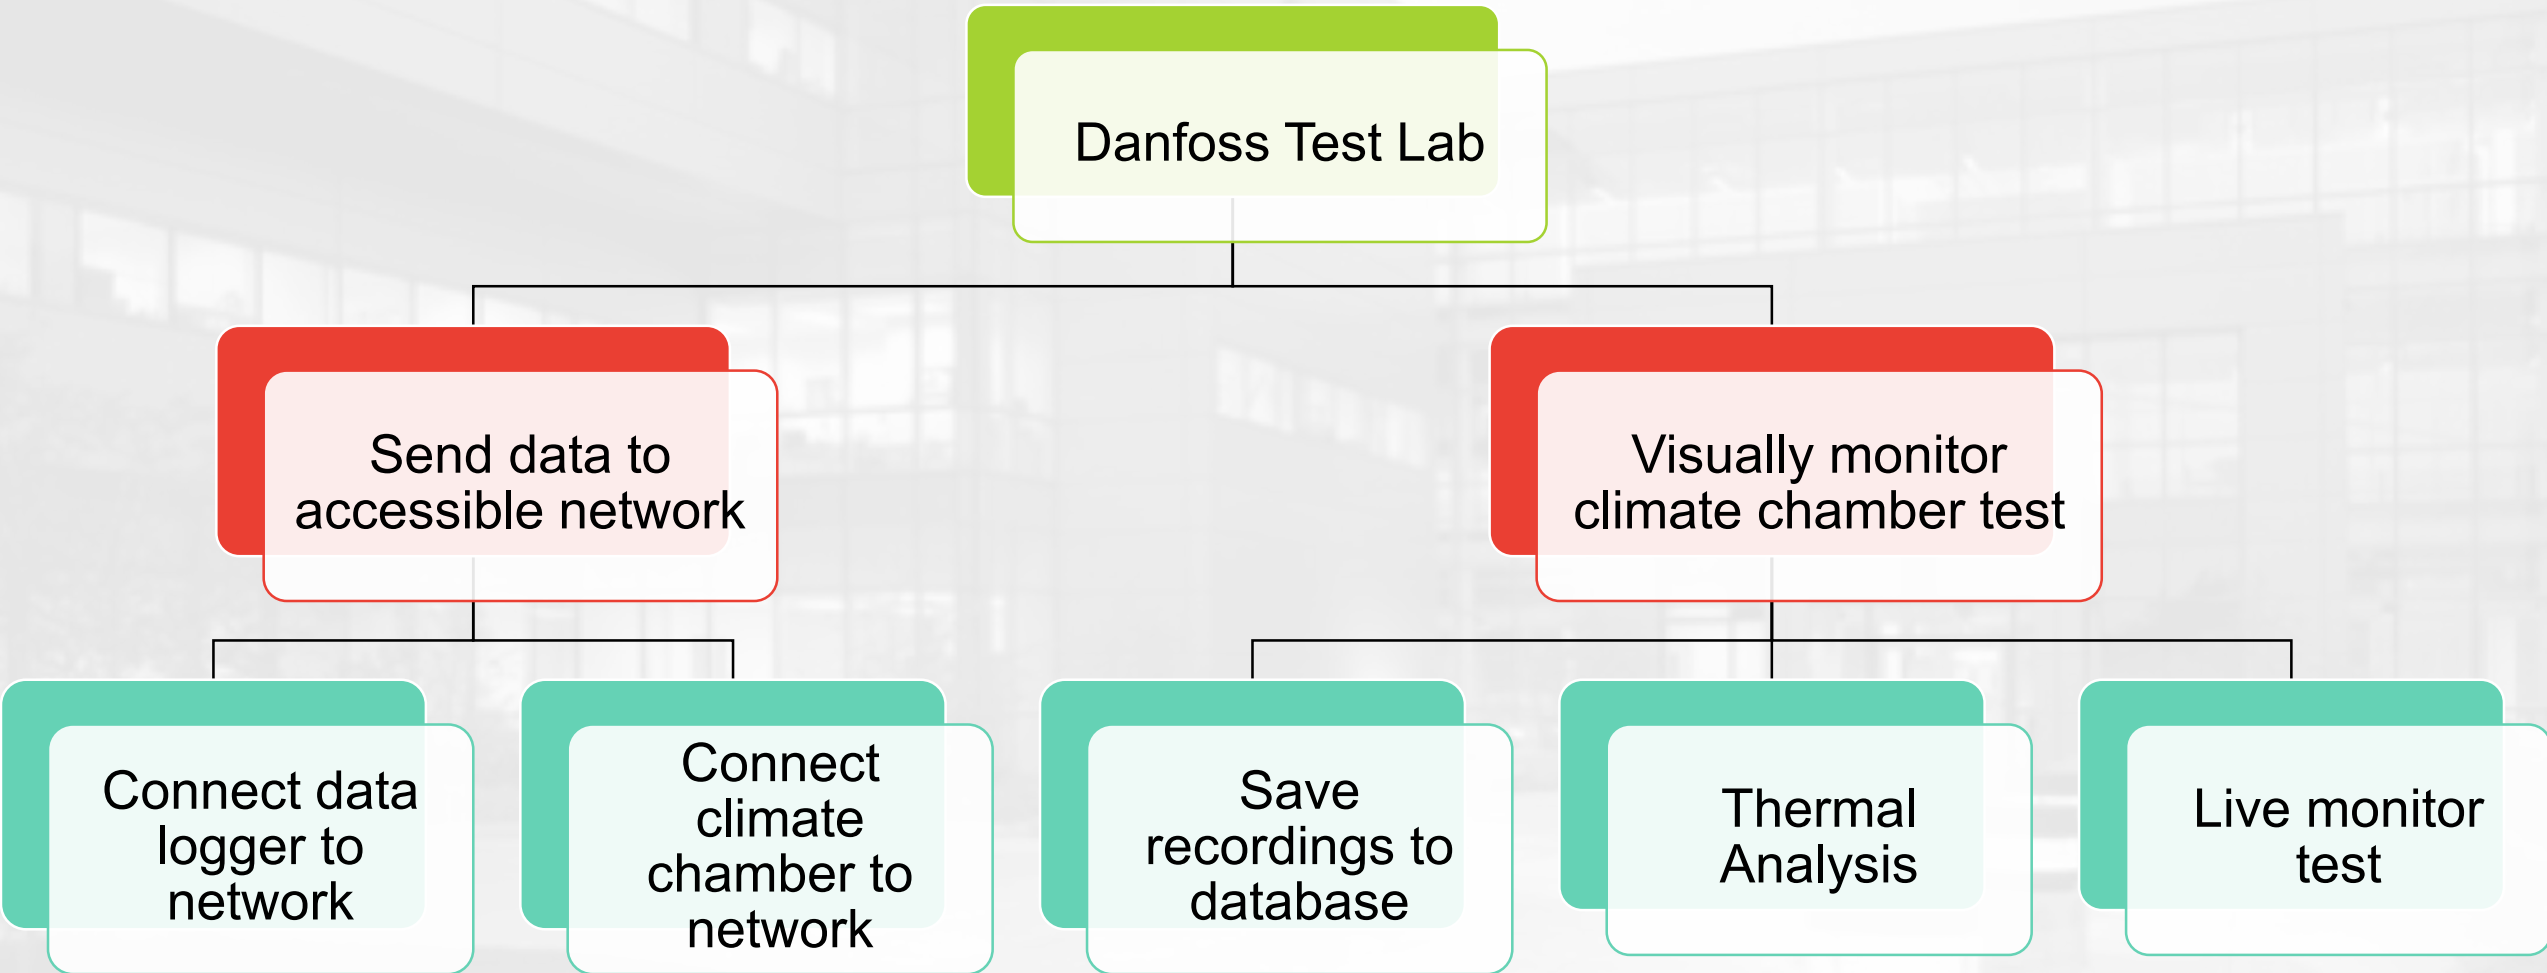 Danfoss Test Lab
Send data to
accessible network
Visually monitor
climate chamber test
Connect data
logger to
network
Connect
climate
chamber to
network
Save
recordings to
database
Thermal
Analysis
Live monitor
test